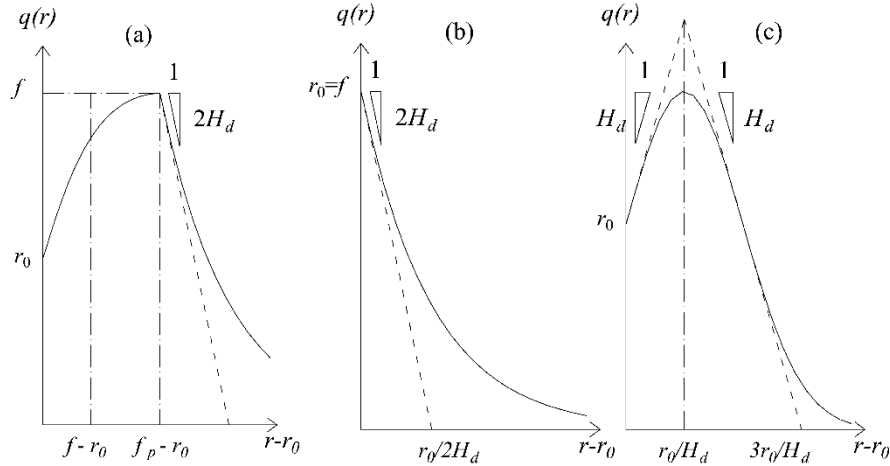 q(r)
(a)
f
1
2H_d
r_0
f - r_0
f_p - r_0
r-r_0
q(r)
(b)
r_0=f
1
2H_d
r_0/2H_d
r-r_0
q(r)
(c)
1
1
H_d
H_d
r_0
r_0/H_d
3r_0/H_d
r-r_0